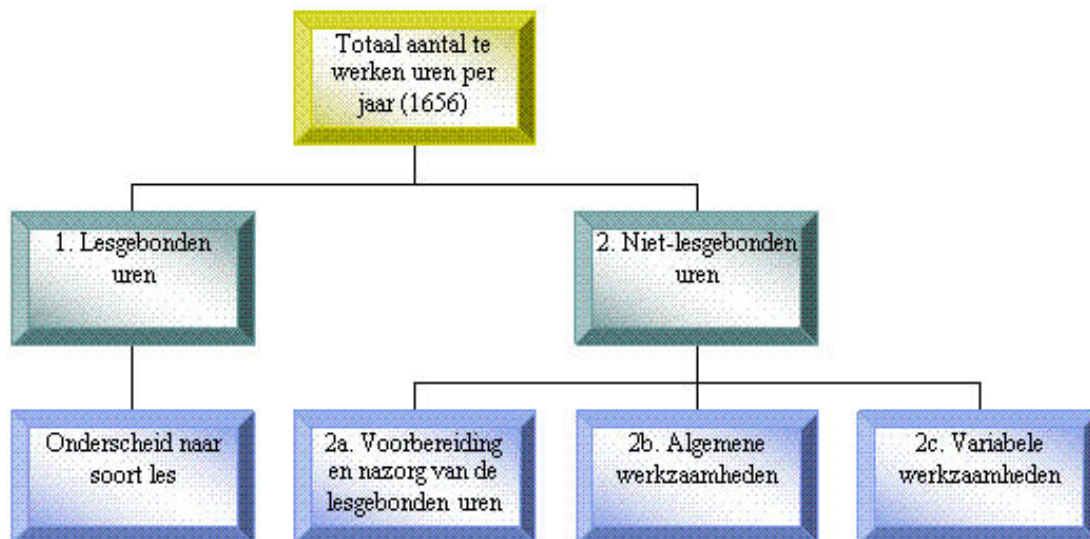 Totaal aantal te
werken uren per
jaar (1656)
1. Lesgebonden
uren
2. Niet-lesgebonden
uren
Onderscheid naar
soort les
2a. Voorbereiding
en nazorg van de
lesgebonden uren
2b. Algemene
werkzaamheden
2c. Variabele
werkzaamheden